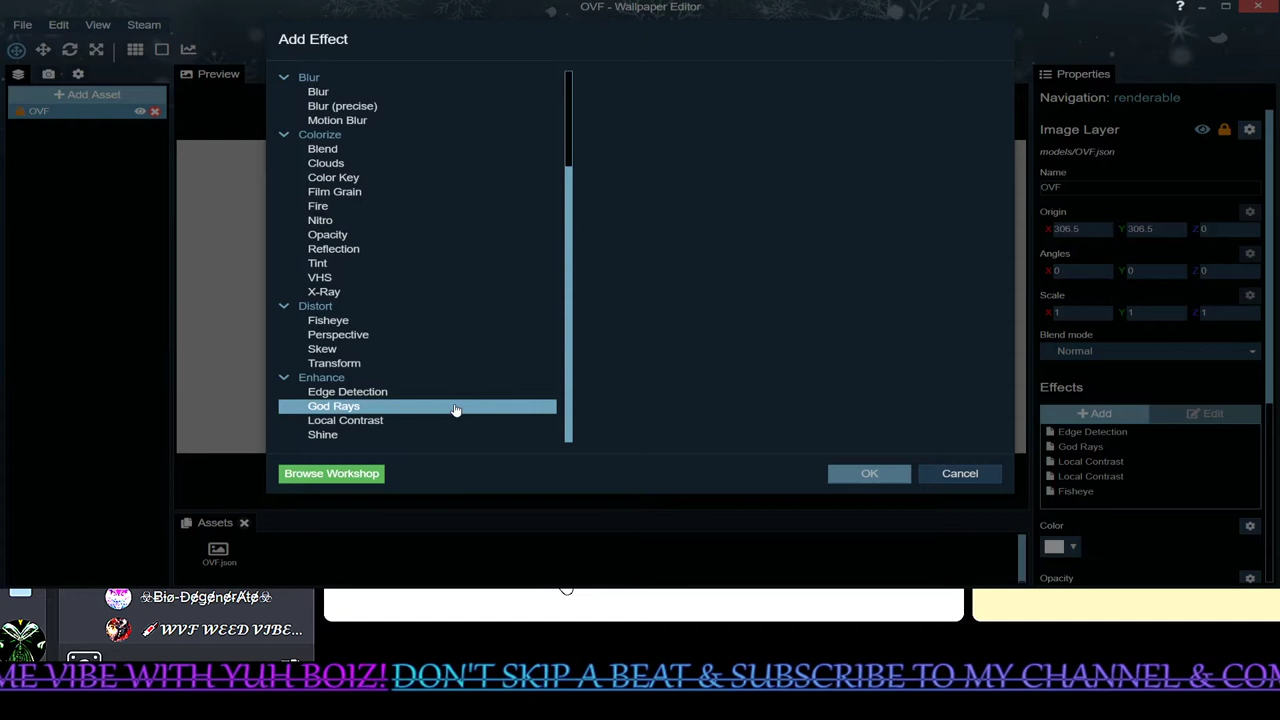 OVF - Wallpaper Editor
?
File Edit View Steam
Add Effect
Preview
Properties
+ Add Asset
OVF
Blur
Blur
Blur (precise)
Motion Blur
Colorize
Blend
Clouds
Color Key
Film Grain
Fire
Nitro
Opacity
Reflection
Tint
VHS
X-Ray
Distort
Fisheye
Perspective
Skew
Transform
Enhance
Edge Detection
God Rays
Local Contrast
Shine
Browse Workshop
OK
Cancel
Navigation: renderable
Image Layer
models/OVF.json
Name
OVF
Origin
X 306.5 Y 306.5 Z 0
Angles
X 0 Y 0 Z 0
Scale
X 1 Y 1 Z 1
Blend mode
Normal
Effects
+ Add Edit
Edge Detection
God Rays
Local Contrast
Local Contrast
Fisheye
Color
Opacity
Assets
OVF.json
☣Biø-DøgønørAtø☣
WVF WEED VIBE...
ME VIBE WITH YUH BOIZ! DON'T SKIP A BEAT & SUBSCRIBE TO MY CHANNEL & COM